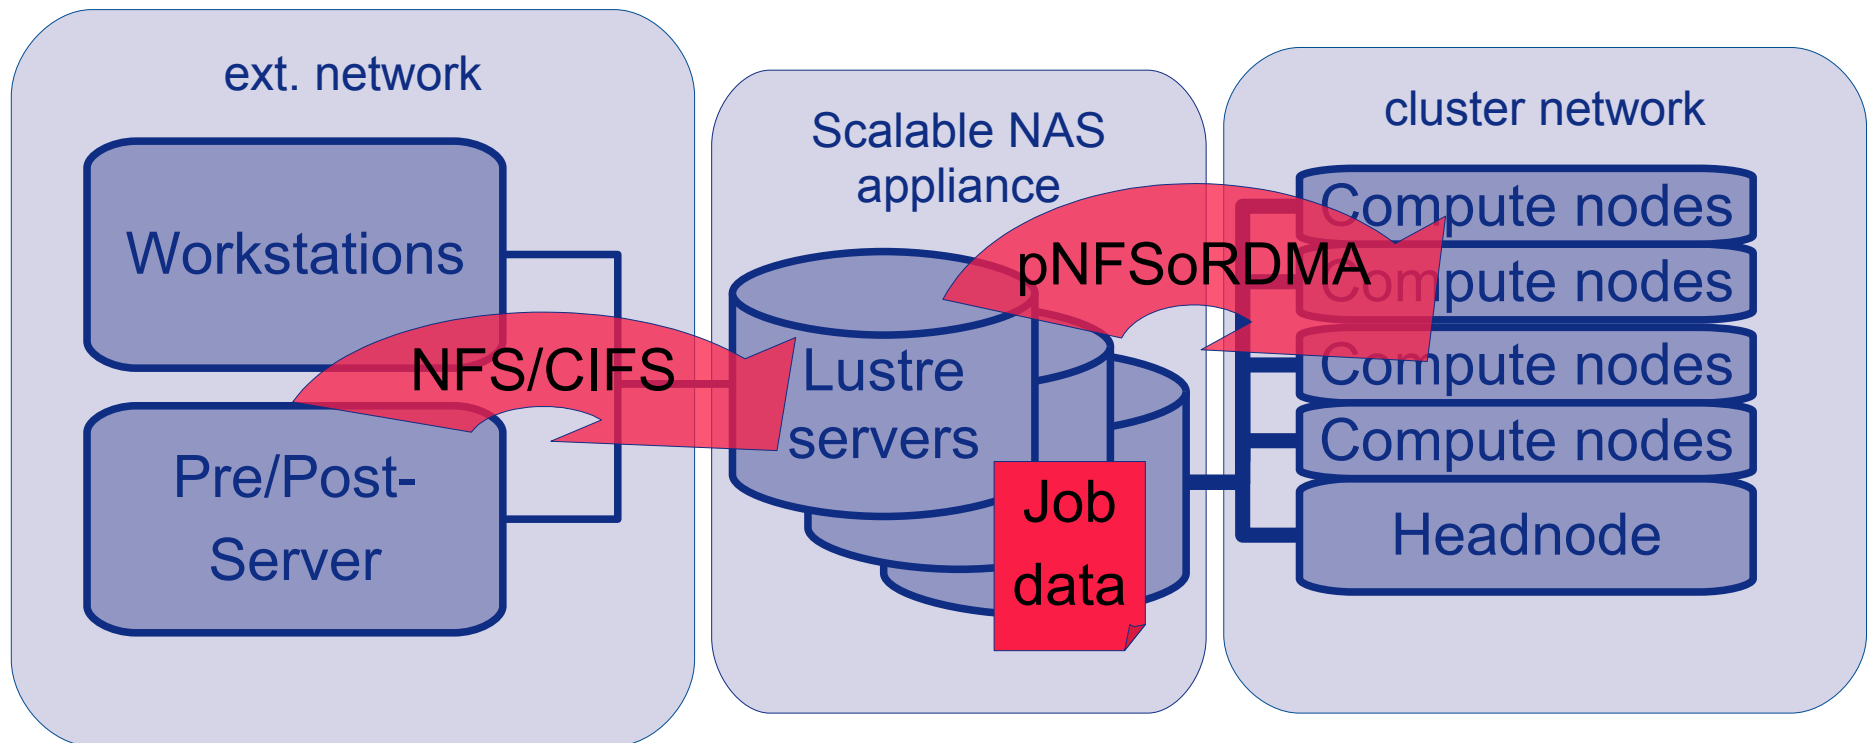 ext. network
Workstations
Pre/Post-
Server
NFS/CIFS
Scalable NAS
appliance
Lustre
servers
Job
data
pNFSoRDMA
cluster network
Compute nodes
Compute nodes
Compute nodes
Compute nodes
Headnode